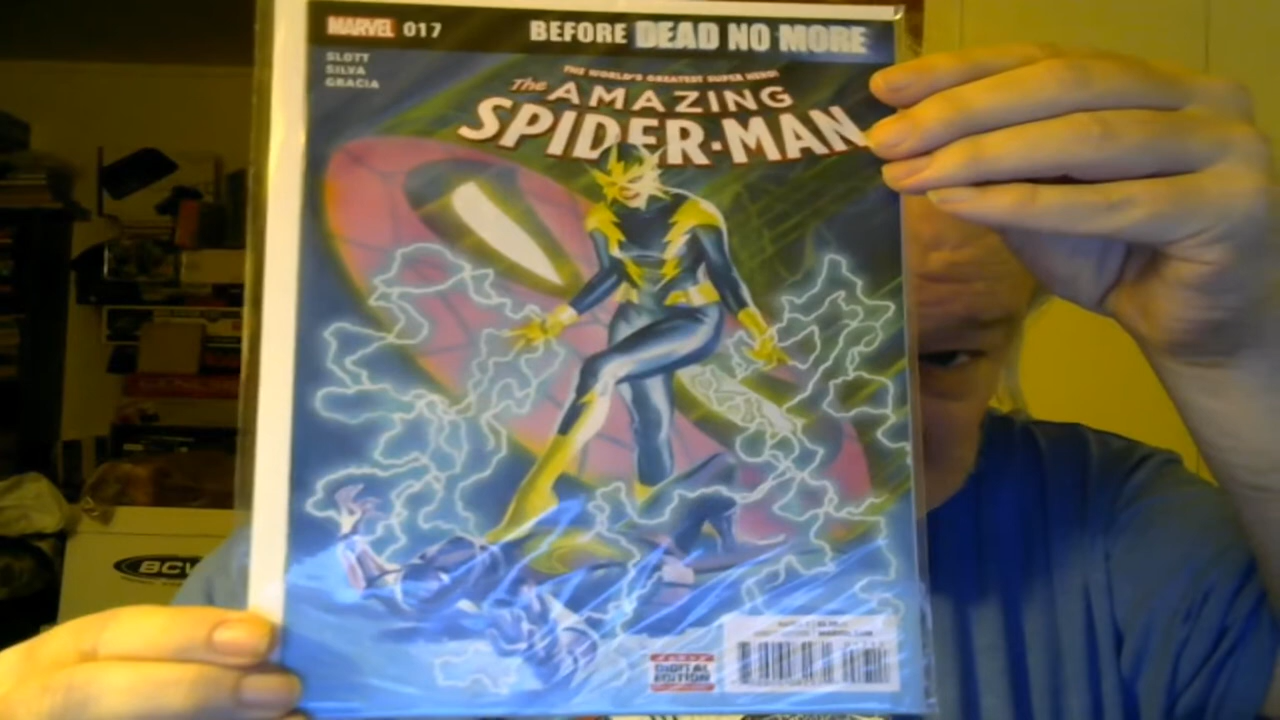 MARVEL 017
BEFORE DEAD NO MORE
SLOTT
SILVA
GRACIA
THE WORLD'S GREATEST SUPER HERO!
The AMAZING
SPIDER-MAN
DIGITAL
EDITION
BCW